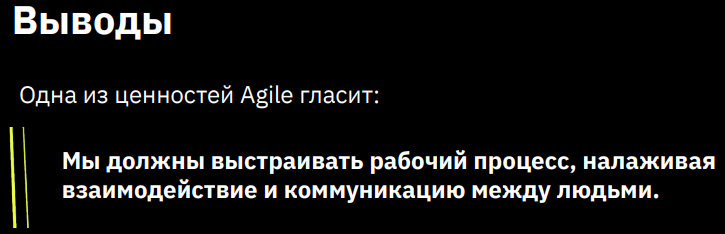 Выводы
Одна из ценностей Agile гласит:
Мы должны выстраивать рабочий процесс, налаживая
взаимодействие и коммуникацию между людьми.